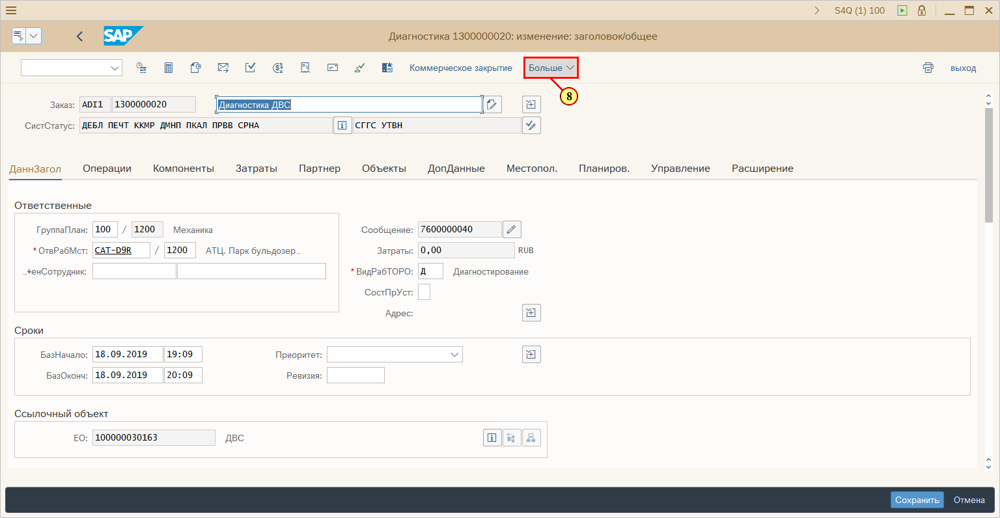 S4Q (1) 100
SAP
Диагностика 1300000020: изменение: заголовок/общее
Коммерческое закрытие Больше выход
8
Заказ: ADI1 1300000020 Диагностика ДВС
СистСтатус: ДЕБЛ ПЕЧТ ККМР ДМНП ПКАЛ ПРВВ СРНА СГГС УТВН
ДаннЗагол Операции Компоненты Затраты Партнер Объекты ДопДанные Местопол. Планиров. Управление Расширение
Ответственные
ГруппаПлан: 100 / 1200 Механика Сообщение: 7600000040
* ОтвРабМст: CAT-D9R / 1200 АТЦ. Парк бульдозер… Затраты: 0,00 RUB
…�енСотрудник: * ВидРабТОРО: Д Диагностирование
СостПрУст:
Адрес:
Сроки
БазНачало: 18.09.2019 19:09 Приоритет:
БазОконч: 18.09.2019 20:09 Ревизия:
Ссылочный объект
ЕО: 100000030163 ДВС
Сохранить Отмена